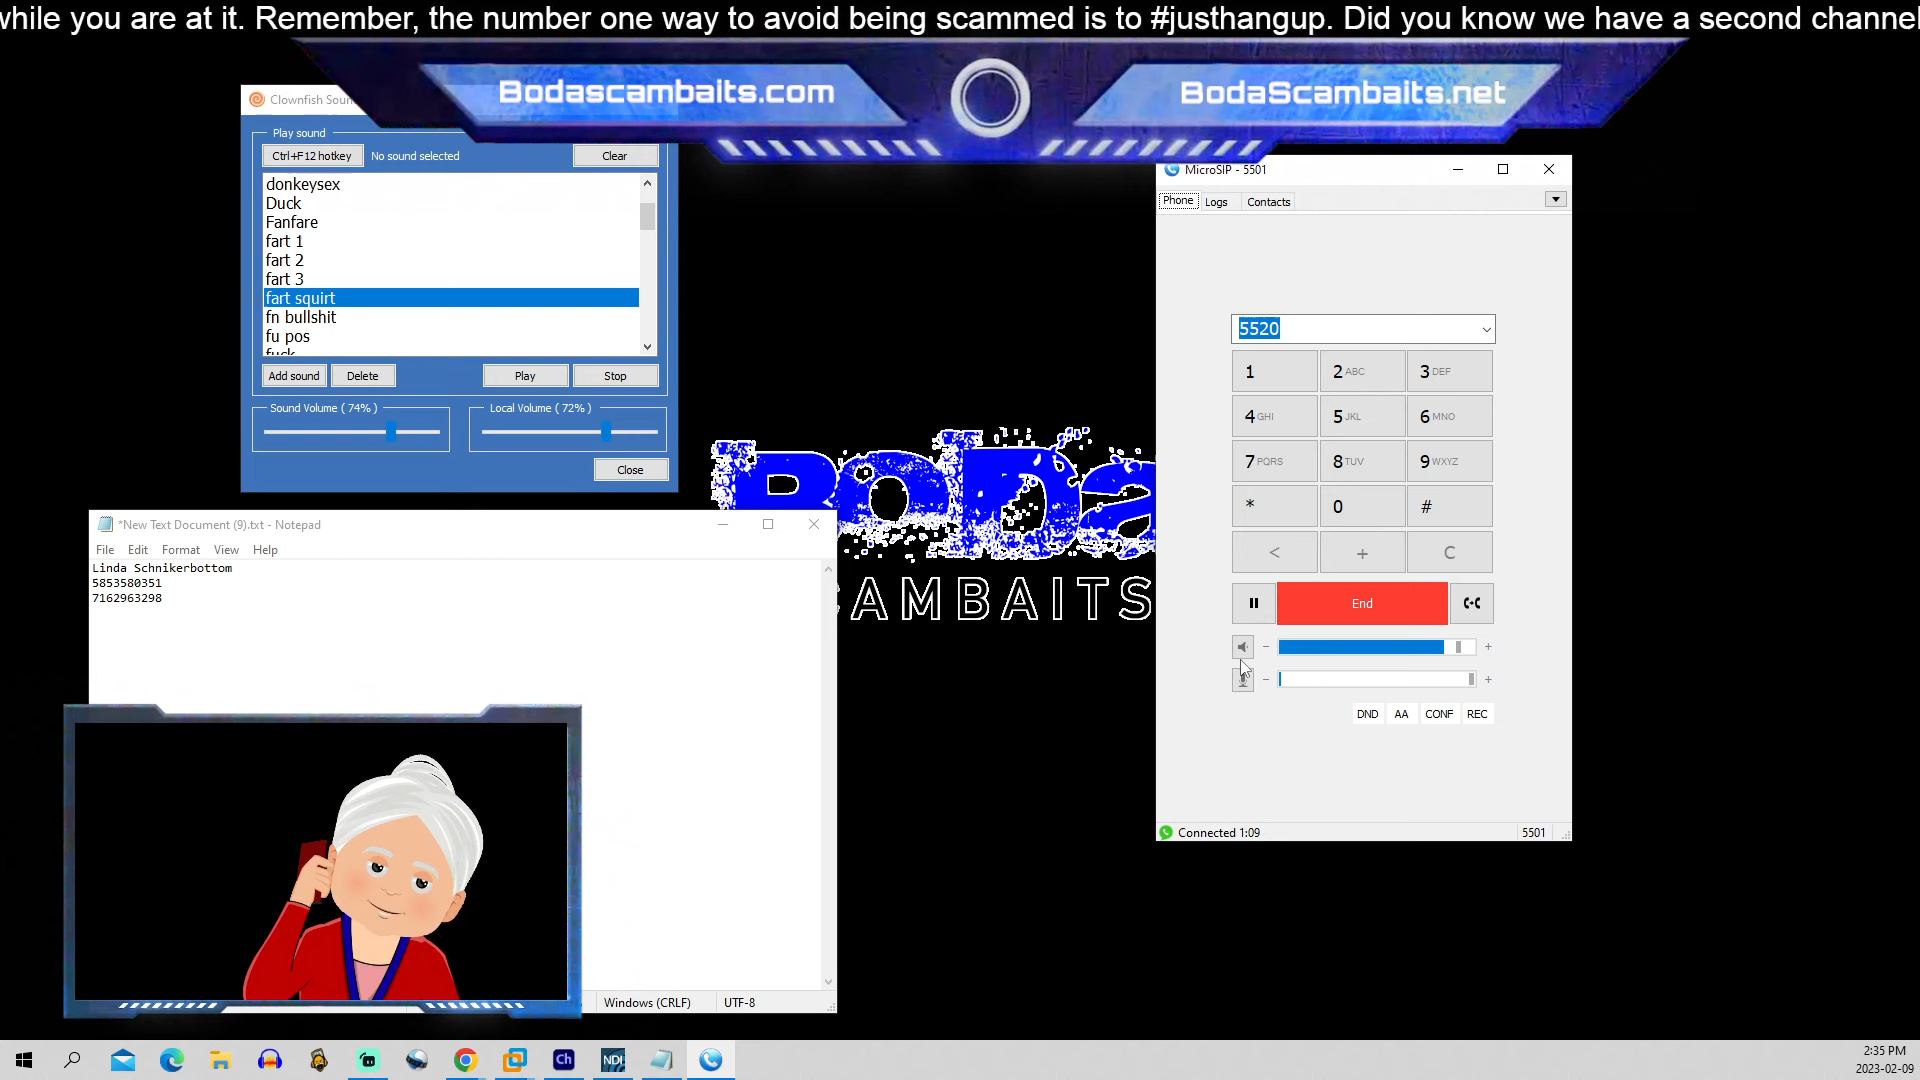 while you are at it. Remember, the number one way to avoid being scammed is to #justhangup. Did you know we have a second channel
Bodascambaits.com
BodaScambaits.net
Clownfish Soun
Play sound
Ctrl+F12 hotkey
No sound selected
Clear
donkeysex
Duck
Fanfare
fart 1
fart 2
fart 3
fart squirt
fn bullshit
fu pos
fuck
Add sound
Delete
Play
Stop
Sound Volume ( 74% )
Local Volume ( 72% )
Close
MicroSIP - 5501
Phone
Logs
Contacts
5520
1
2 ABC
3 DEF
4 GHI
5 JKL
6 MNO
7 PQRS
8 TUV
9 WXYZ
*
0
#
<
+
C
End
- +
- +
DND
AA
CONF
REC
Connected 1:09
5501
BoDa
CAMBAITS
*New Text Document (9).txt - Notepad
File
Edit
Format
View
Help
Linda Schnikerbottom
5853580351
7162963298
Windows (CRLF)
UTF-8
Ch
NDI
2:35 PM
2023-02-09